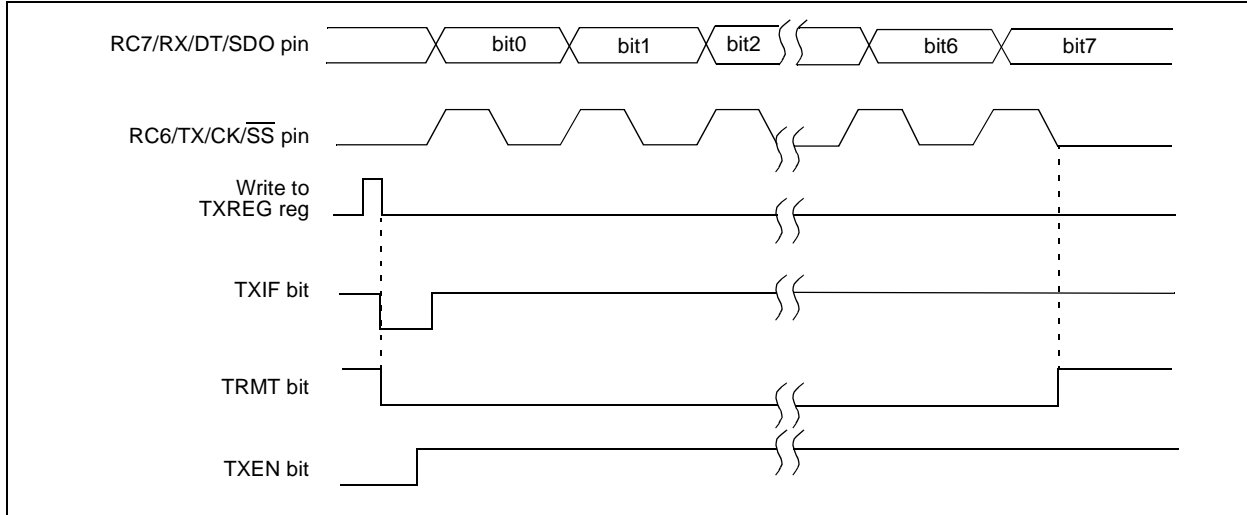 RC7/RX/DT/SDO pin
bit0
bit1
bit2
bit6
bit7
RC6/TX/CK/SS pin
Write to
TXREG reg
TXIF bit
TRMT bit
TXEN bit